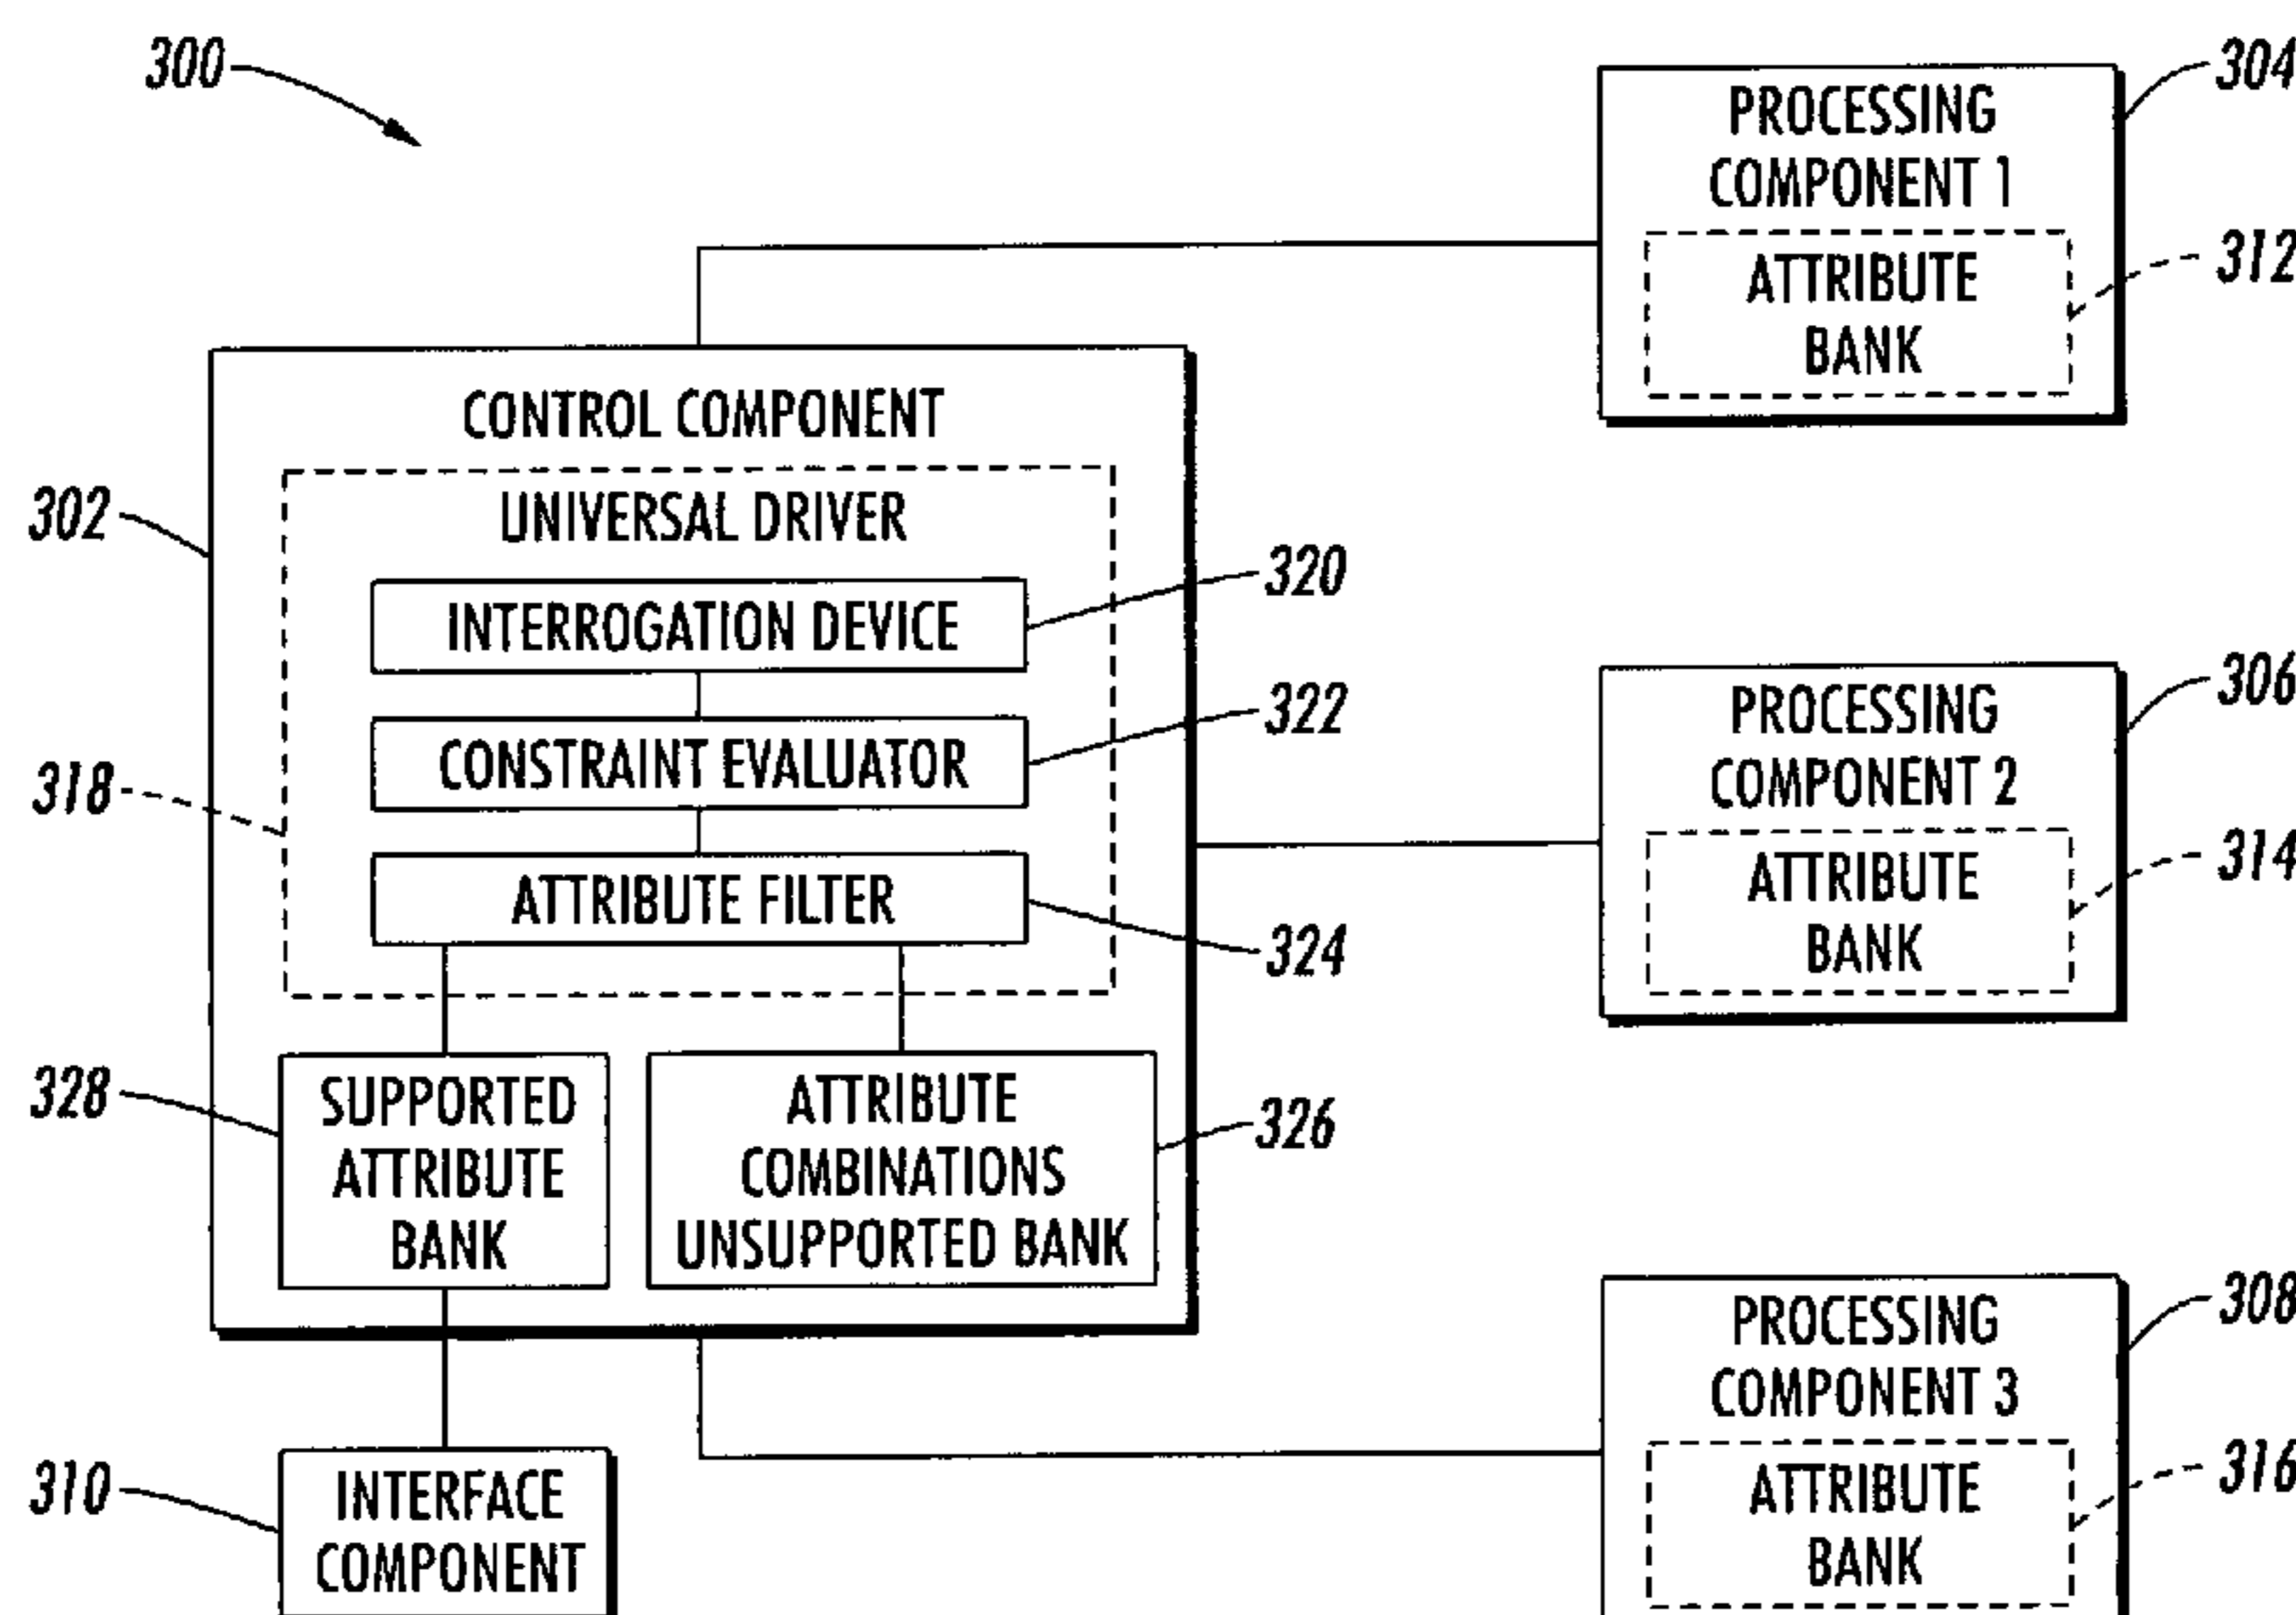 300
304
PROCESSING
COMPONENT 1
312
ATTRIBUTE
BANK
CONTROL COMPONENT
302
UNIVERSAL DRIVER
320
INTERROGATION DEVICE
322
CONSTRAINT EVALUATOR
318
ATTRIBUTE FILTER
324
306
PROCESSING
COMPONENT 2
314
ATTRIBUTE
BANK
328
SUPPORTED
ATTRIBUTE
BANK
ATTRIBUTE
COMBINATIONS
UNSUPPORTED BANK
326
308
PROCESSING
COMPONENT 3
316
ATTRIBUTE
BANK
310
INTERFACE
COMPONENT